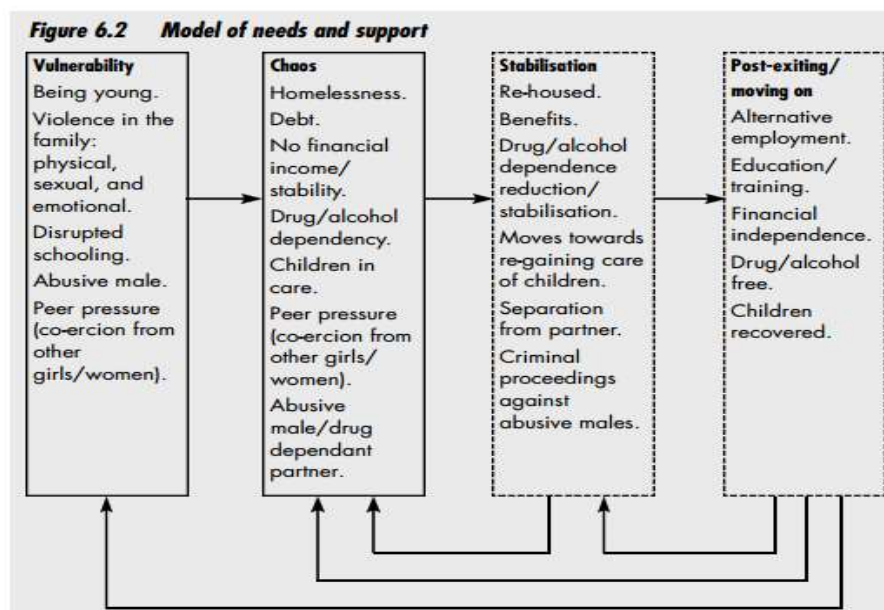 Figure 6.2 Model of needs and support
Vulnerability
Being young.
Violence in the
family:
physical,
sexual, and
emotional.
Disrupted
schooling.
Abusive male.
Peer pressure
(co-ercion from
other
girls/women).
Chaos
Homelessness.
Debt.
No financial
income/
stability.
Drug/alcohol
dependency.
Children in
care.
Peer pressure
(co-ercion from
other girls/
women).
Abusive
male/drug
dependant
partner.
Stabilisation
Re-housed.
Benefits.
Drug/alcohol
dependence
reduction/
stabilisation.
Moves towards
re-gaining care
of children.
Separation
from partner.
Criminal
proceedings
against
abusive males.
Post-exiting/
moving on
Alternative
employment.
Education/
training.
Financial
independence.
Drug/alcohol
free.
Children
recovered.